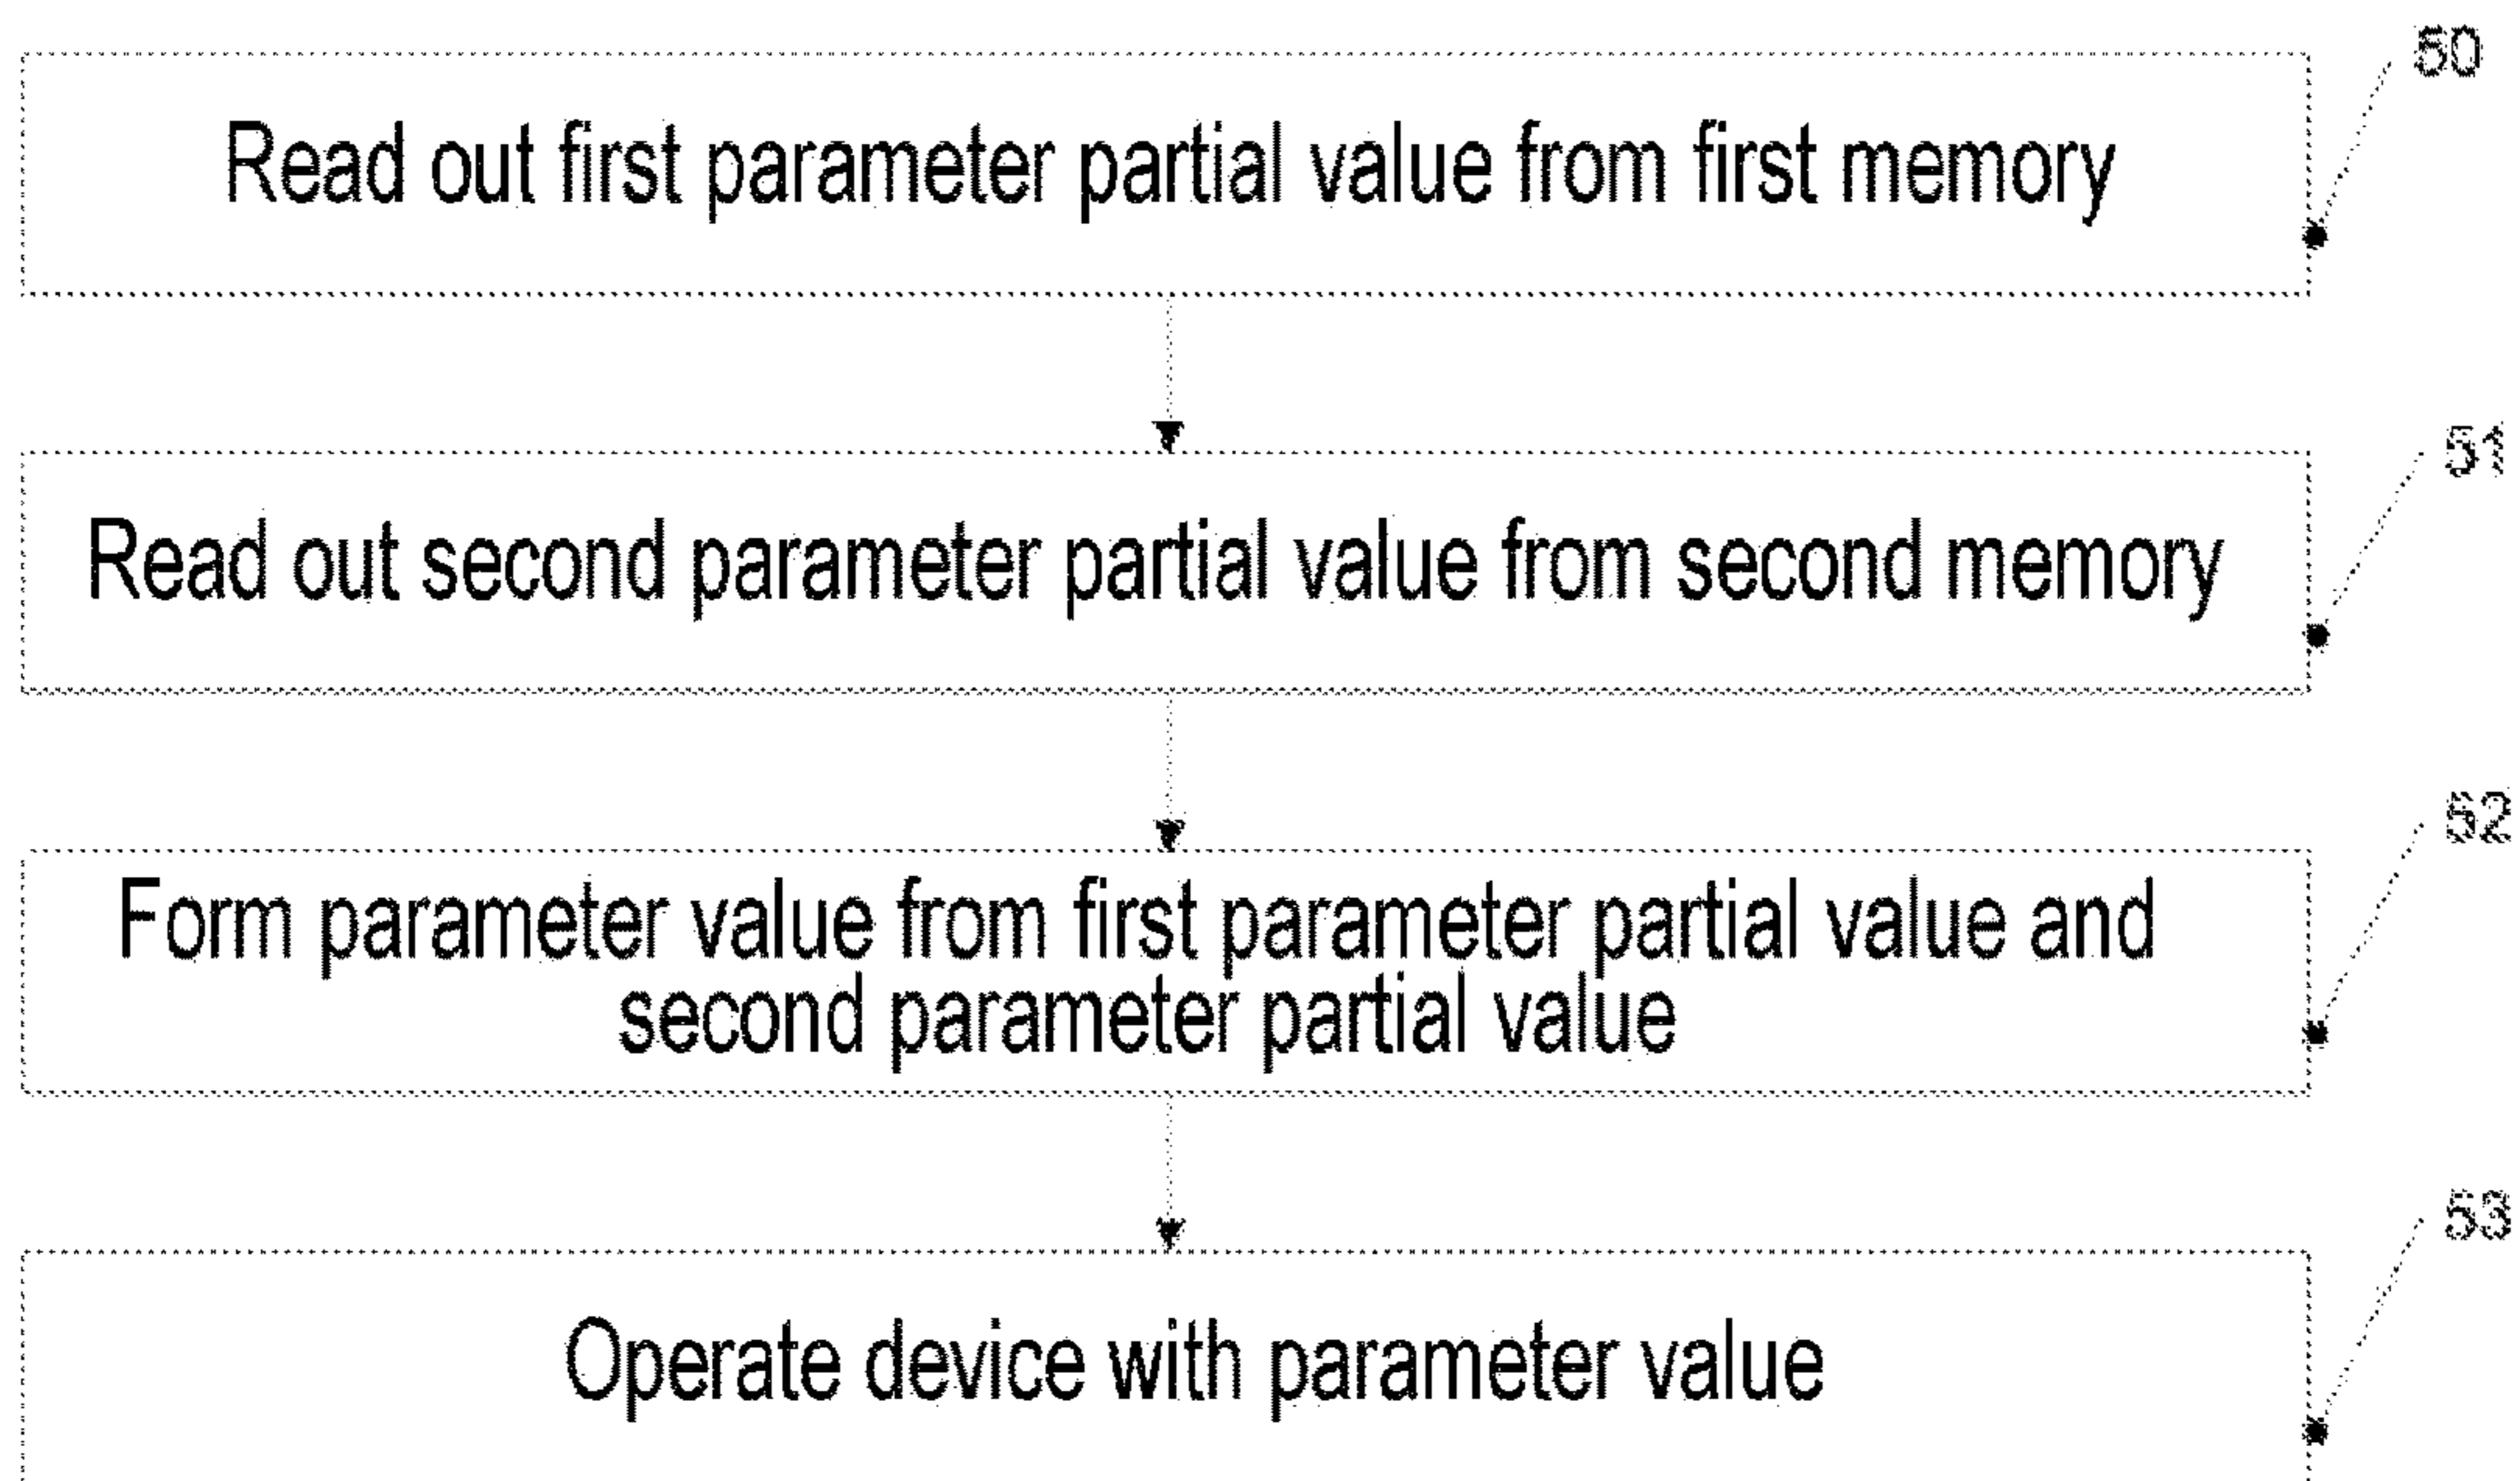 50
Read out first parameter partial value from first memory
51
Read out second parameter partial value from second memory
52
Form parameter value from first parameter partial value and
second parameter partial value
53
Operate device with parameter value